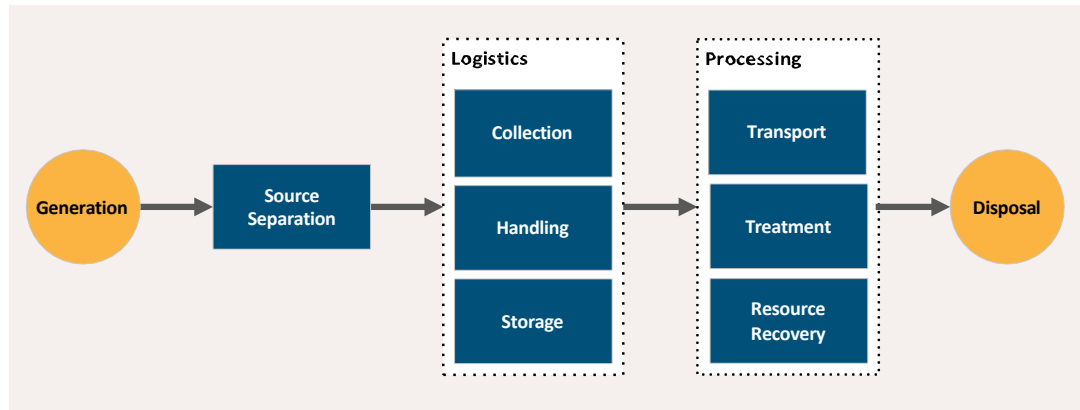 Generation
Source
Separation
Logistics
Collection
Handling
Storage
Processing
Transport
Treatment
Resource
Recovery
Disposal